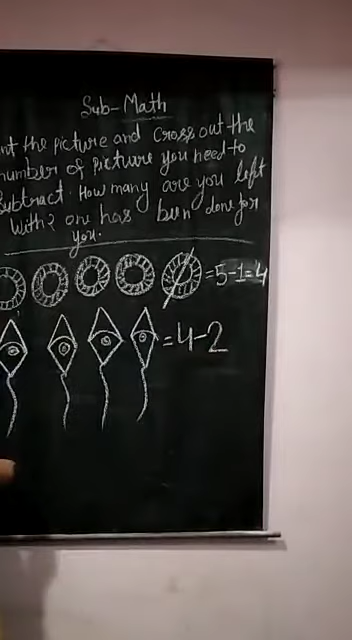 Sub-Math
nt the picture and cross out the
number of picture you need to
subtract. How many are you left
with? one has been done for
you.
=5-1=4
=4-2